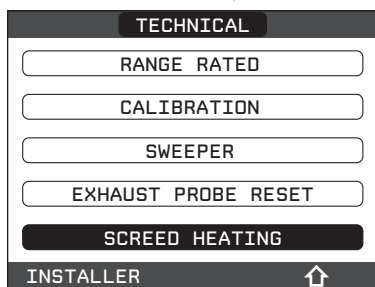 TECHNICAL
RANGE RATED
CALIBRATION
SWEEPER
EXHAUST PROBE RESET
SCREED HEATING
INSTALLER